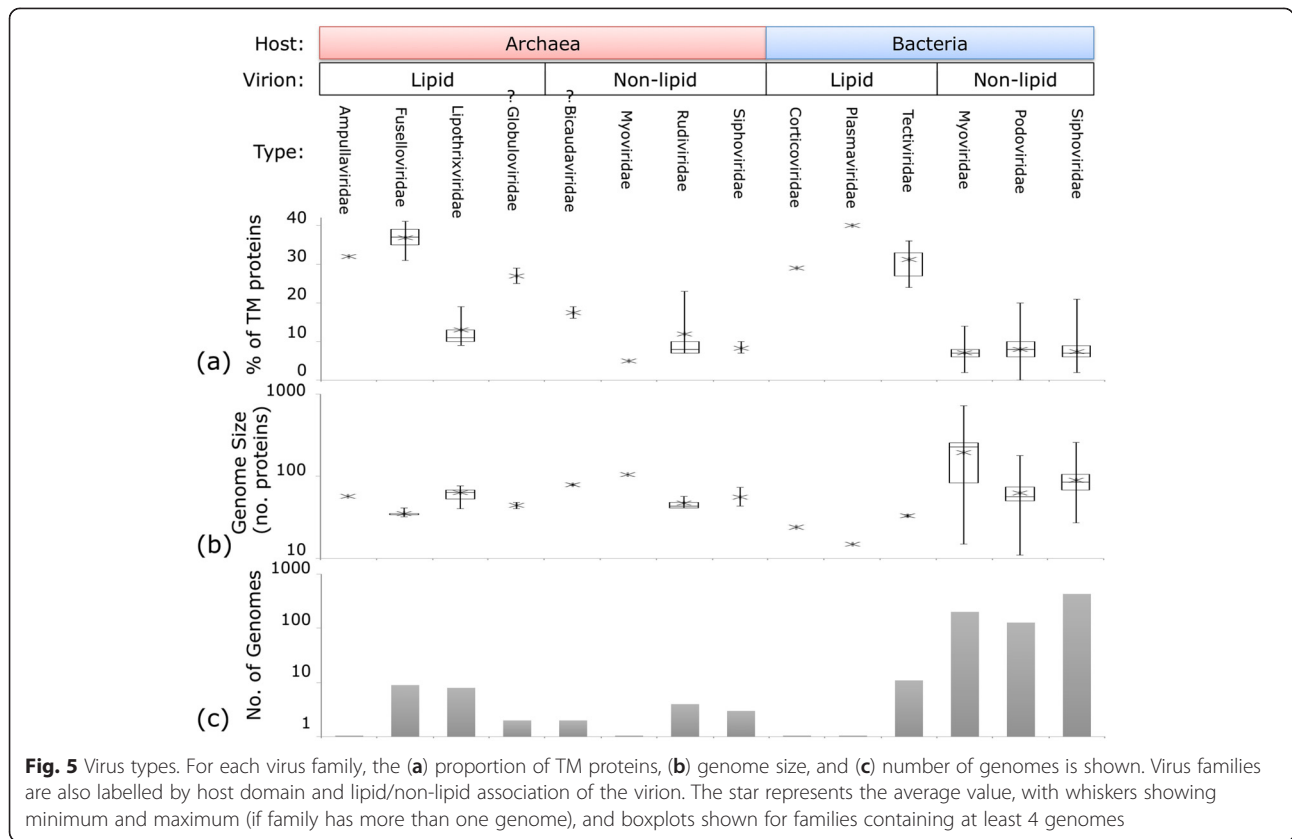 Host: Archaea Bacteria
Virion: Lipid Non-lipid Lipid Non-lipid
Type: Ampullaviridae Fuselloviridae Lipothrixviridae ?Globuloviridae ?Bicaudaviridae Myoviridae Rudiviridae Siphoviridae Corticoviridae Plasmaviridae Tectiviridae Myoviridae Podoviridae Siphoviridae
(a)
% of TM proteins
40
30
20
10
0
(b)
Genome Size
(no. proteins)
1000
100
10
(c)
No. of Genomes
1000
100
10
1
Fig. 5 Virus types. For each virus family, the (a) proportion of TM proteins, (b) genome size, and (c) number of genomes is shown. Virus families
are also labelled by host domain and lipid/non-lipid association of the virion. The star represents the average value, with whiskers showing
minimum and maximum (if family has more than one genome), and boxplots shown for families containing at least 4 genomes